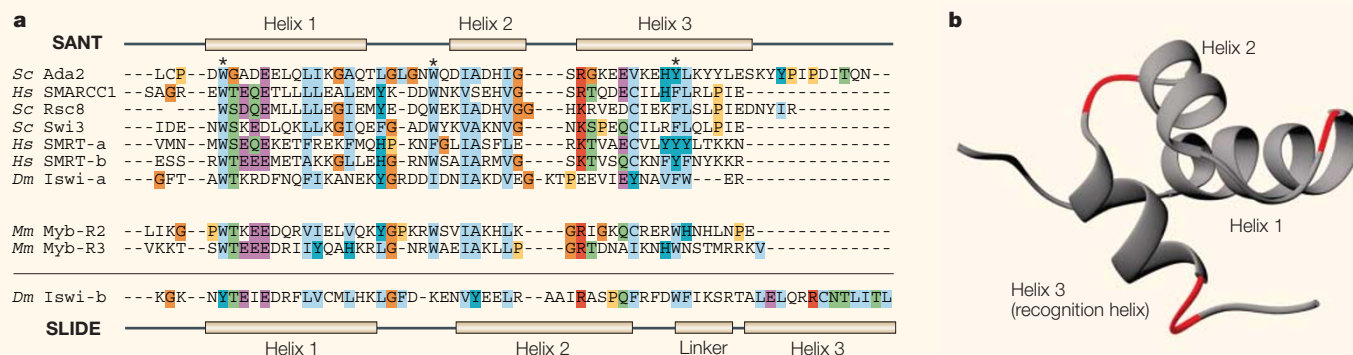 a
Helix 1 Helix 2 Helix 3
SANT
* * *
Sc Ada2 ---LCP--DWGADEELQLLIKGAQTLGLGNWQDIADHIG----SRGKEEVKEHYLKYYLESKYYPIPDITQN--
Hs SMARCC1 --SAGR--EWTEQETLLLLEALEMYK-DDWNKVSEHVG----SRTQDECILHFLRLPIE---------------
Sc Rsc8 ---------WSDQEMLLLLEGIEMYE-DQWEKIADHVGG---HKRVEDCIEKFLSLPIEDNYIR----------
Sc Swi3 ---IDE--NWSKEDLQKLLKGIQEFG-ADWYKVAKNVG----NKSPEQCILRFLQLPIE---------------
Hs SMRT-a ---VMN--MWSEQEKETFREKFMQHP-KNFGLIASFLE----RKTVAECVLYYYLTKKN---------------
Hs SMRT-b ---ESS--RWTEEEMETAKKGLLEHG-RNWSAIARMVG----SKTVSQCKNFYFNYKKR---------------
Dm Iswi-a ---GFT--AWTKRDFNQFIKANEKYGRDDIDNIAKDVEG-KTPEEVIEYNAVFW---ER---------------
Mm Myb-R2 --LIKG--PWTKEEDQRVIELVQKYGPKRWSVIAKHLK----GRIGKQCRERWHNHLNPE--------------
Mm Myb-R3 --VKKT--SWTEEEDRIIYQAHKRLG-NRWAEIAKLLP----GRTDNAIKNHWNSTMRRKV-------------
Dm Iswi-b ---KGK--NYTEIEDRFLVCMLHKLGFD-KENVYEELR--AAIRASPQFRFDWFIKSRTALELQRRCNTLITL
SLIDE
Helix 1 Helix 2 Linker Helix 3
b
Helix 2
Helix 1
Helix 3
(recognition helix)